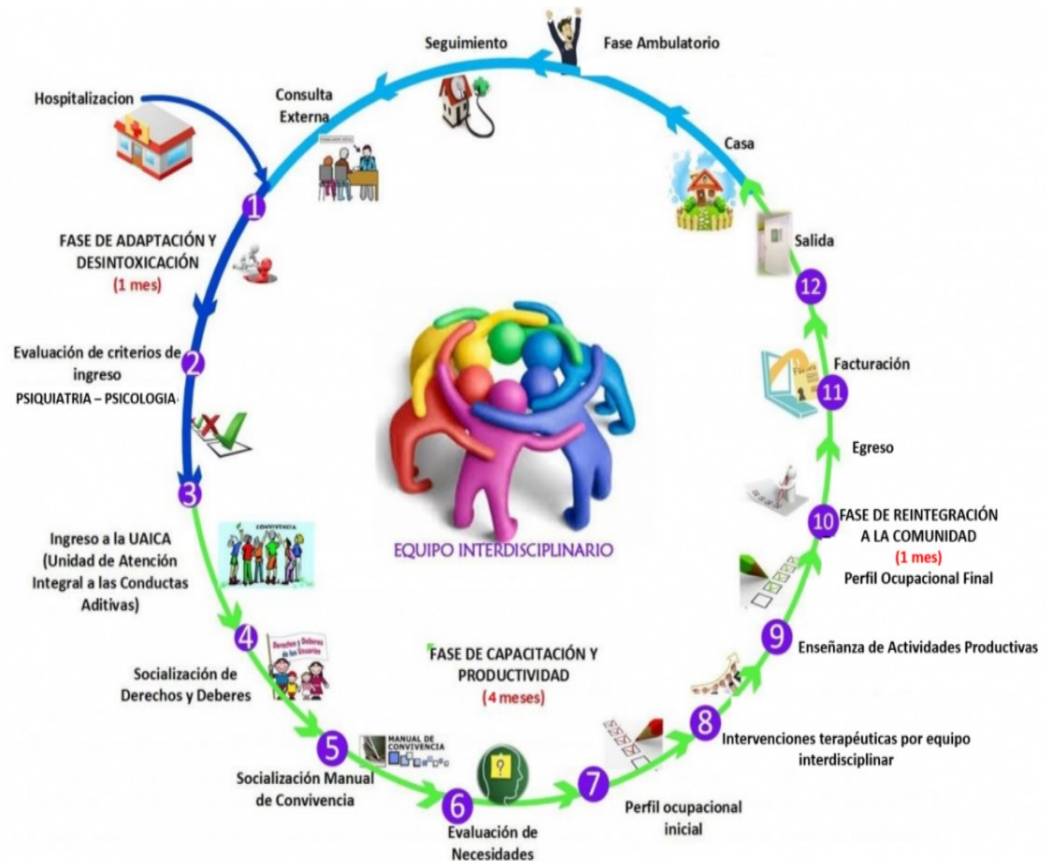 Seguimiento
Fase Ambulatorio
Hospitalizacion
Consulta
Externa
Casa
1
FASE DE ADAPTACIÓN Y
DESINTOXICACIÓN
(1 mes)
Salida
12
2
Evaluación de criterios de
ingreso
PSIQUIATRIA – PSICOLOGIA
Facturación
11
Egreso
3
EQUIPO INTERDISCIPLINARIO
10
FASE DE REINTEGRACIÓN
A LA COMUNIDAD
(1 mes)
Perfil Ocupacional Final
Ingreso a la UAICA
(Unidad de Atención
Integral a las Conductas
Aditivas)
CONVIVENCIA
4
Derechos y Deberes
de los Usuarios
Socialización de
Derechos y Deberes
FASE DE CAPACITACIÓN Y
PRODUCTIVIDAD
(4 meses)
9
Enseñanza de Actividades Productivas
5
MANUAL DE
CONVIVENCIA
Socialización Manual
de Convivencia
8
Intervenciones terapéuticas por equipo
interdisciplinar
?
6
Evaluación de
Necesidades
7
Perfil ocupacional
inicial